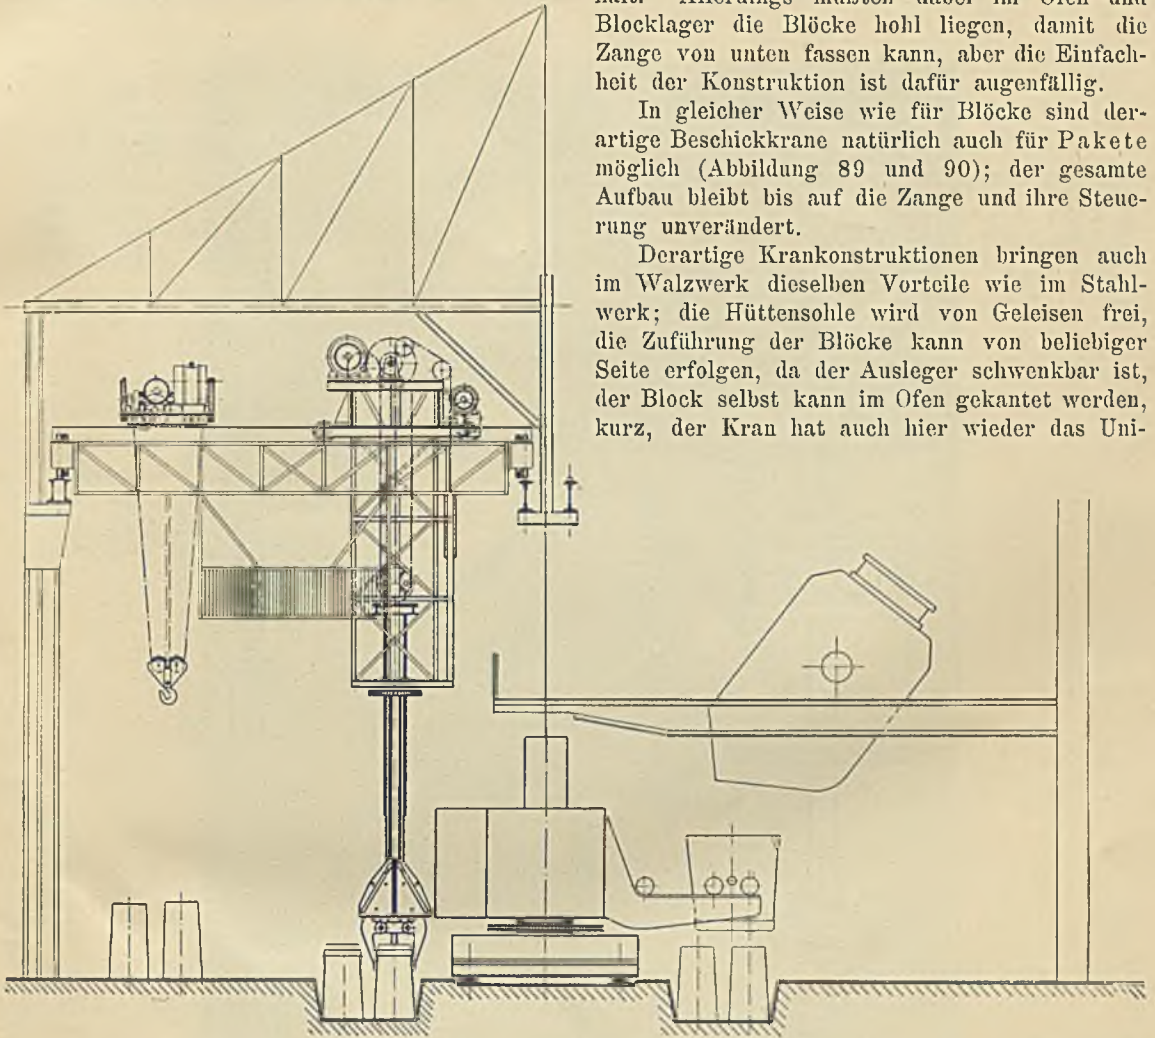 Blocklager die Blöcke hohl liegen, damit die
Zange von unten fassen kann, aber die Einfach-
heit der Konstruktion ist dafür augenfällig.
In gleicher Weise wie für Blöcke sind der-
artige Beschickkrane natürlich auch für Pakete
möglich (Abbildung 89 und 90); der gesamte
Aufbau bleibt bis auf die Zange und ihre Steue-
rung unverändert.
Derartige Krankonstruktionen bringen auch
im Walzwerk dieselben Vorteile wie im Stahl-
werk; die Hüttensohle wird von Geleisen frei,
die Zuführung der Blöcke kann von beliebiger
Seite erfolgen, da der Ausleger schwenkbar ist,
der Block selbst kann im Ofen gekantet werden,
kurz, der Kran hat auch hier wieder das Uni-